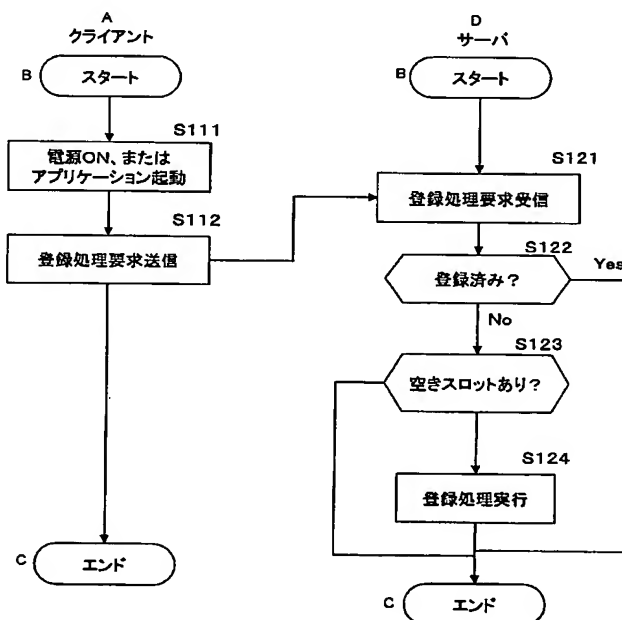 A
クライアント
B
スタート
S111
電源ON、または
アプリケーション起動
S112
登録処理要求送信
C
エンド
D
サーバ
B
スタート
S121
登録処理要求受信
S122
登録済み？
Yes
No
S123
空きスロットあり？
S124
登録処理実行
C
エンド